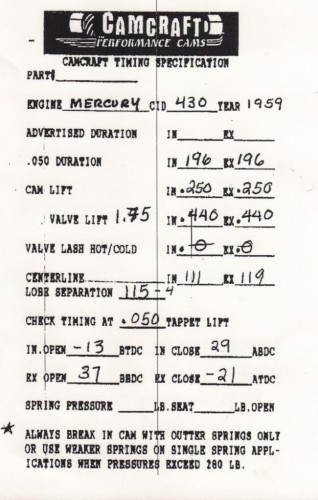 CAMCRAFT
PERFORMANCE CAMS
CAMCRAFT TIMING SPECIFICATION
PART#
ENGINE MERCURY CID 430 YEAR 1959
ADVERTISED DURATION IN EX
.050 DURATION IN 196 EX 196
CAM LIFT IN .250 EX .250
VALVE LIFT 1.75 IN .440 EX .440
VALVE LASH HOT/COLD IN . 0 EX . 0
CENTERLINE IN 111 EX 119
LOBE SEPARATION 115-4
CHECK TIMING AT .050 TAPPET LIFT
IN.OPEN -13 BTDC IN CLOSE 29 ABDC
EX OPEN 37 BBDC EX CLOSE -21 ATDC
SPRING PRESSURE LB.SEAT LB.OPEN
* ALWAYS BREAK IN CAM WITH OUTTER SPRINGS ONLY
OR USE WEAKER SPRINGS ON SINGLE SPRING APPL-
ICATIONS WHEN PRESSURES EXCEED 280 LB.